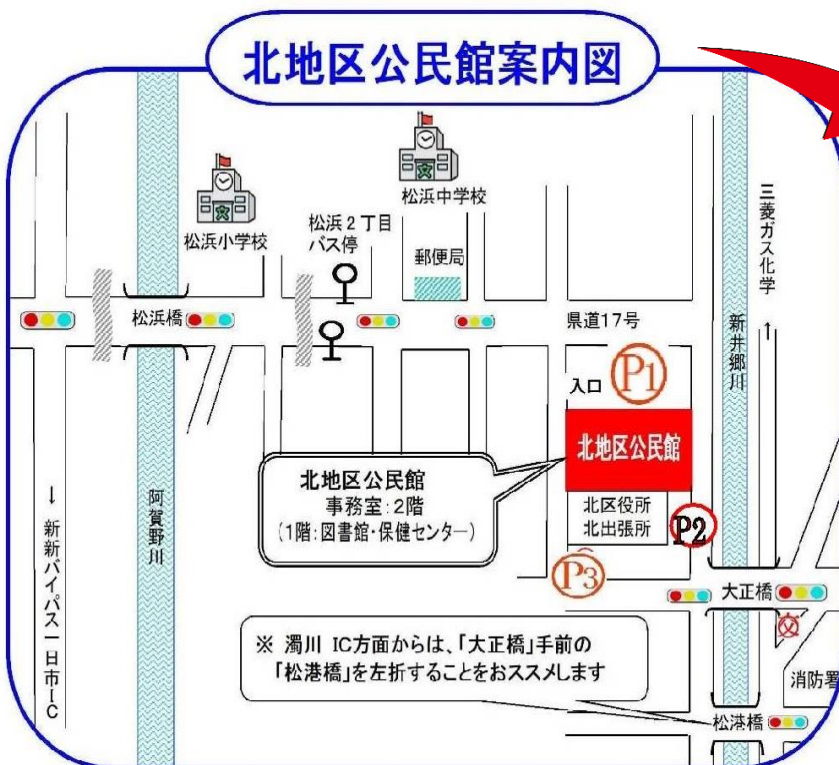 北地区公民館案内図
松浜中学校
松浜小学校
松浜2丁目
バス停
郵便局
三菱ガス化学
↑
松浜橋
県道17号
新井郷川
入口
P1
北地区公民館
北地区公民館
事務室:2階
(1階:図書館・保健センター)
北区役所
北出張所
P2
↓ 新新バイパス一日市IC
阿賀野川
P3
大正橋
※ 濁川 IC方面からは、「大正橋」手前の
「松港橋」を左折することをおススメします
消防署
松港橋